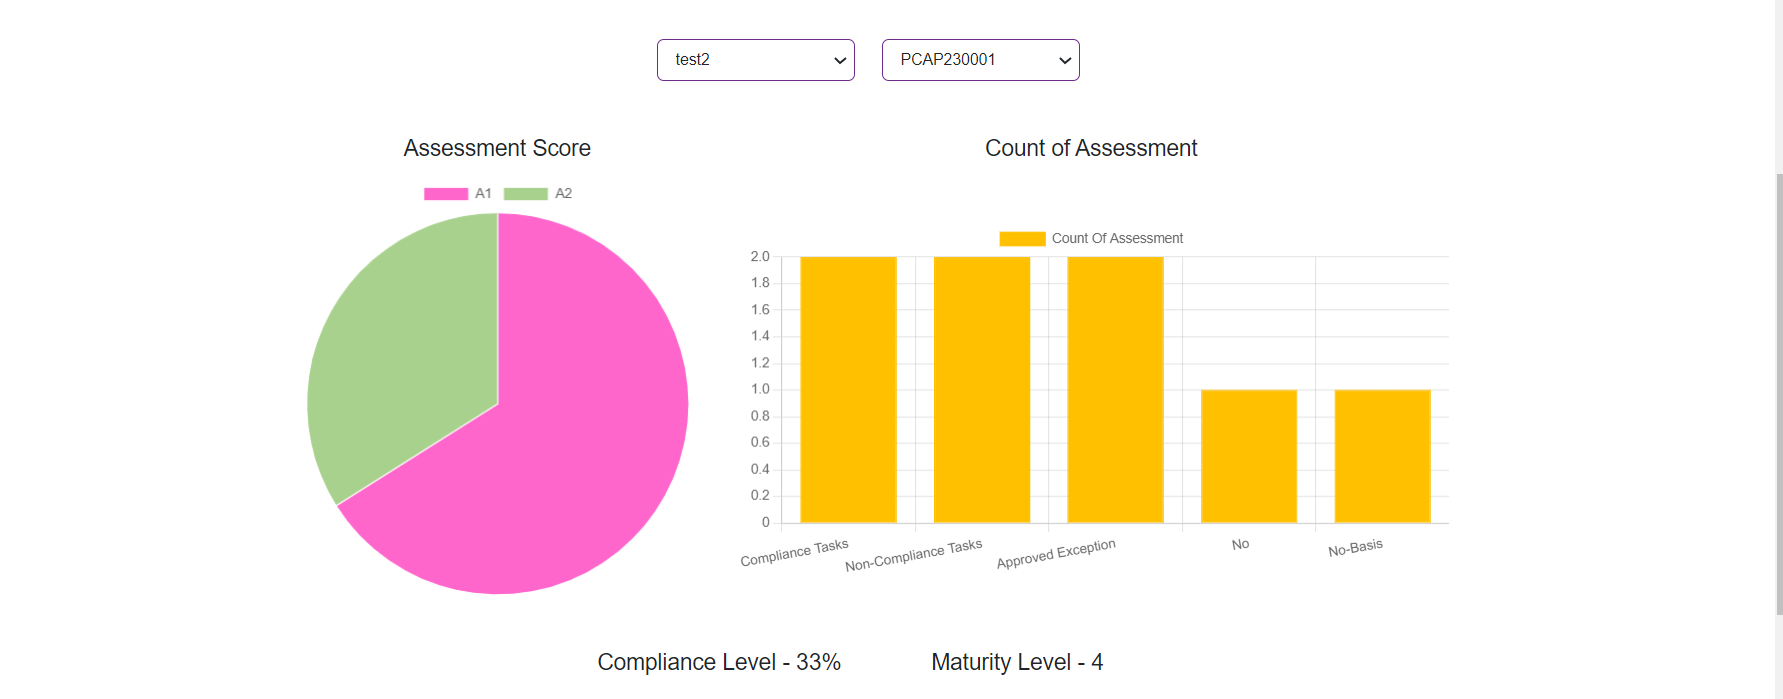 test2 PCAP230001
Assessment Score
A1 A2
Count of Assessment
Count Of Assessment
2.0
1.8
1.6
1.4
1.2
1.0
0.8
0.6
0.4
0.2
0
Compliance Tasks
Non-Compliance Tasks
Approved Exception
No
No-Basis
Compliance Level - 33%
Maturity Level - 4